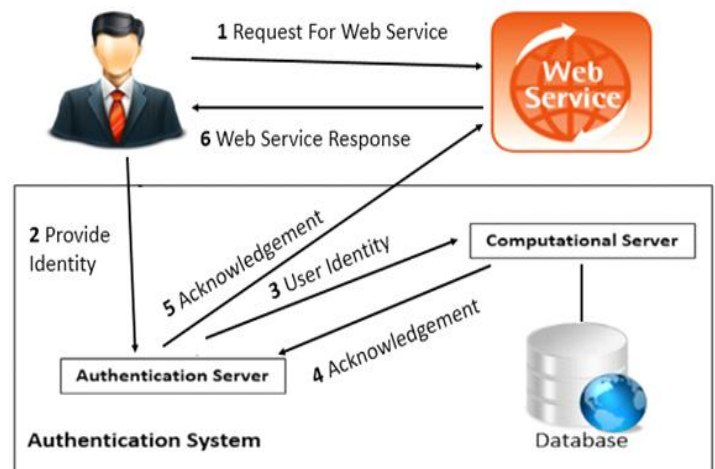 1 Request For Web Service
Web
Service
6 Web Service Response
2 Provide
Identity
5 Acknowledgement
3 User Identity
Computational Server
4 Acknowledgement
Authentication Server
Authentication System
Database